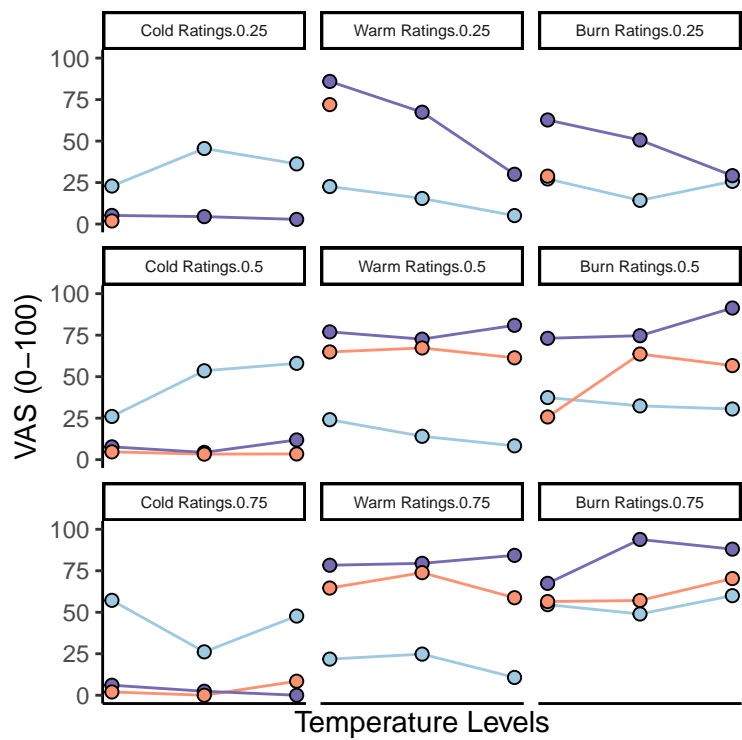 Cold Ratings.0.25
Warm Ratings.0.25
Burn Ratings.0.25
100
75
50
25
0
Cold Ratings.0.5
Warm Ratings.0.5
Burn Ratings.0.5
100
75
50
25
0
Cold Ratings.0.75
Warm Ratings.0.75
Burn Ratings.0.75
100
75
50
25
0
VAS (0−100)
Temperature Levels